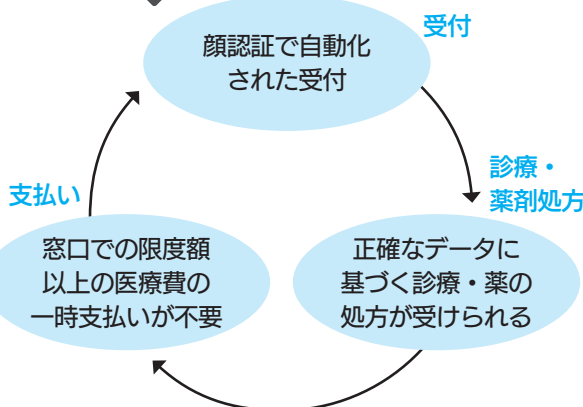 受付
顔認証で自動化
された受付
診療・
薬剤処方
正確なデータに
基づく診療・薬の
処方が受けられる
支払い
窓口での限度額
以上の医療費の
一時支払いが不要